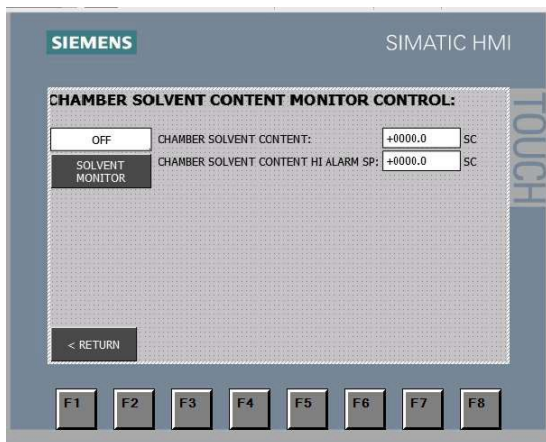 SIEMENS
SIMATIC HMI
TOUCH
CHAMBER SOLVENT CONTENT MONITOR CONTROL:
OFF
CHAMBER SOLVENT CONTENT:
+0000.0
SC
SOLVENT
MONITOR
CHAMBER SOLVENT CONTENT HI ALARM SP:
+0000.0
SC
< RETURN
F1
F2
F3
F4
F5
F6
F7
F8